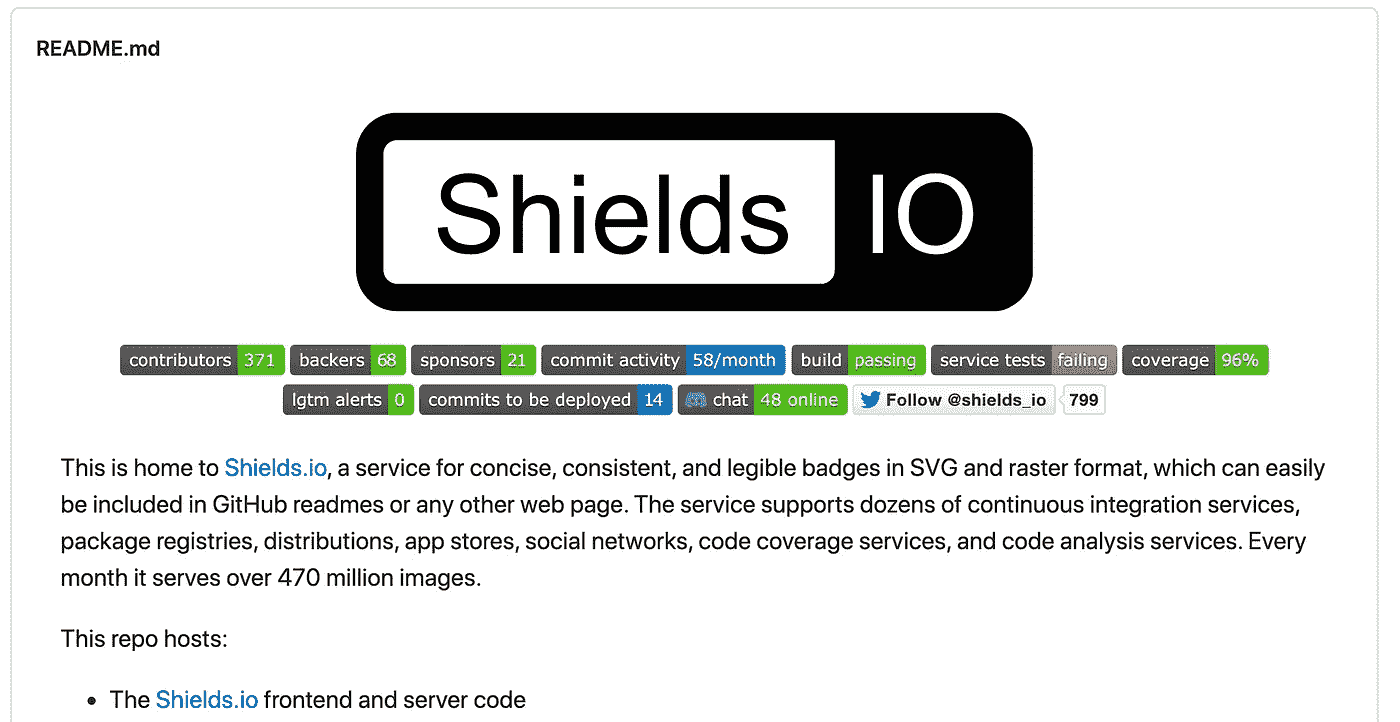 README.md
Shields IO
contributors 371 backers 68 sponsors 21 commit activity 58/month build passing service tests failing coverage 96%
lgtm alerts 0 commits to be deployed 14 chat 48 online Follow @shields_io 799
This is home to Shields.io, a service for concise, consistent, and legible badges in SVG and raster format, which can easily
be included in GitHub readmes or any other web page. The service supports dozens of continuous integration services,
package registries, distributions, app stores, social networks, code coverage services, and code analysis services. Every
month it serves over 470 million images.
This repo hosts:
• The Shields.io frontend and server code